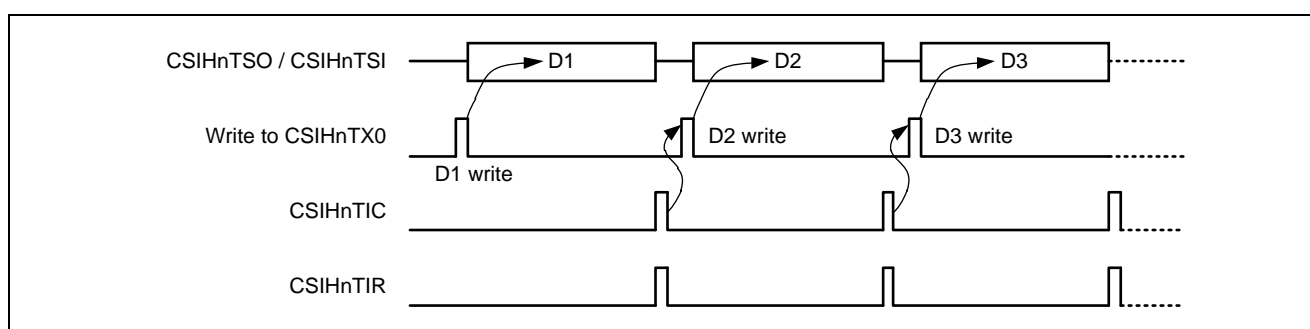 CSIHnTSO / CSIHnTSI D1 D2 D3
Write to CSIHnTX0 D2 write D3 write
D1 write
CSIHnTIC
CSIHnTIR